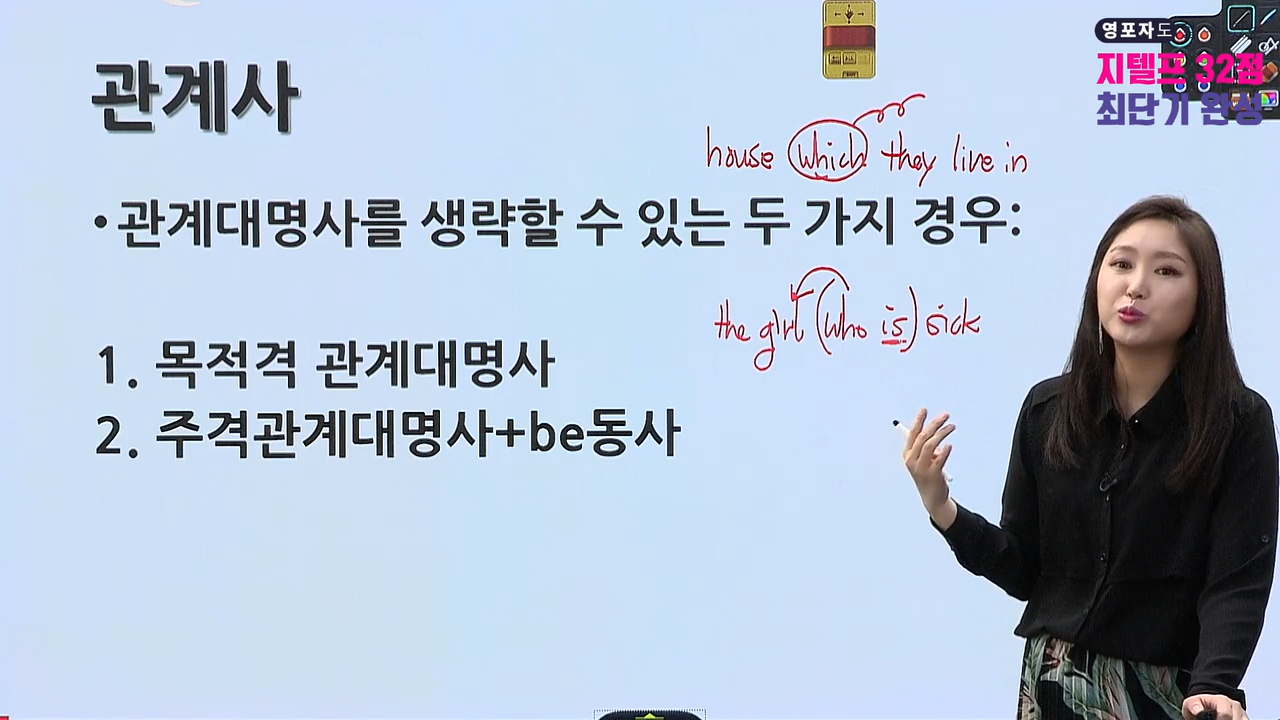 영포자도
지텔프 32점
최단기 완성
관계사
house which they live in
•관계대명사를 생략할 수 있는 두 가지 경우:
the girl (who is) sick
1. 목적격 관계대명사
2. 주격관계대명사+be동사